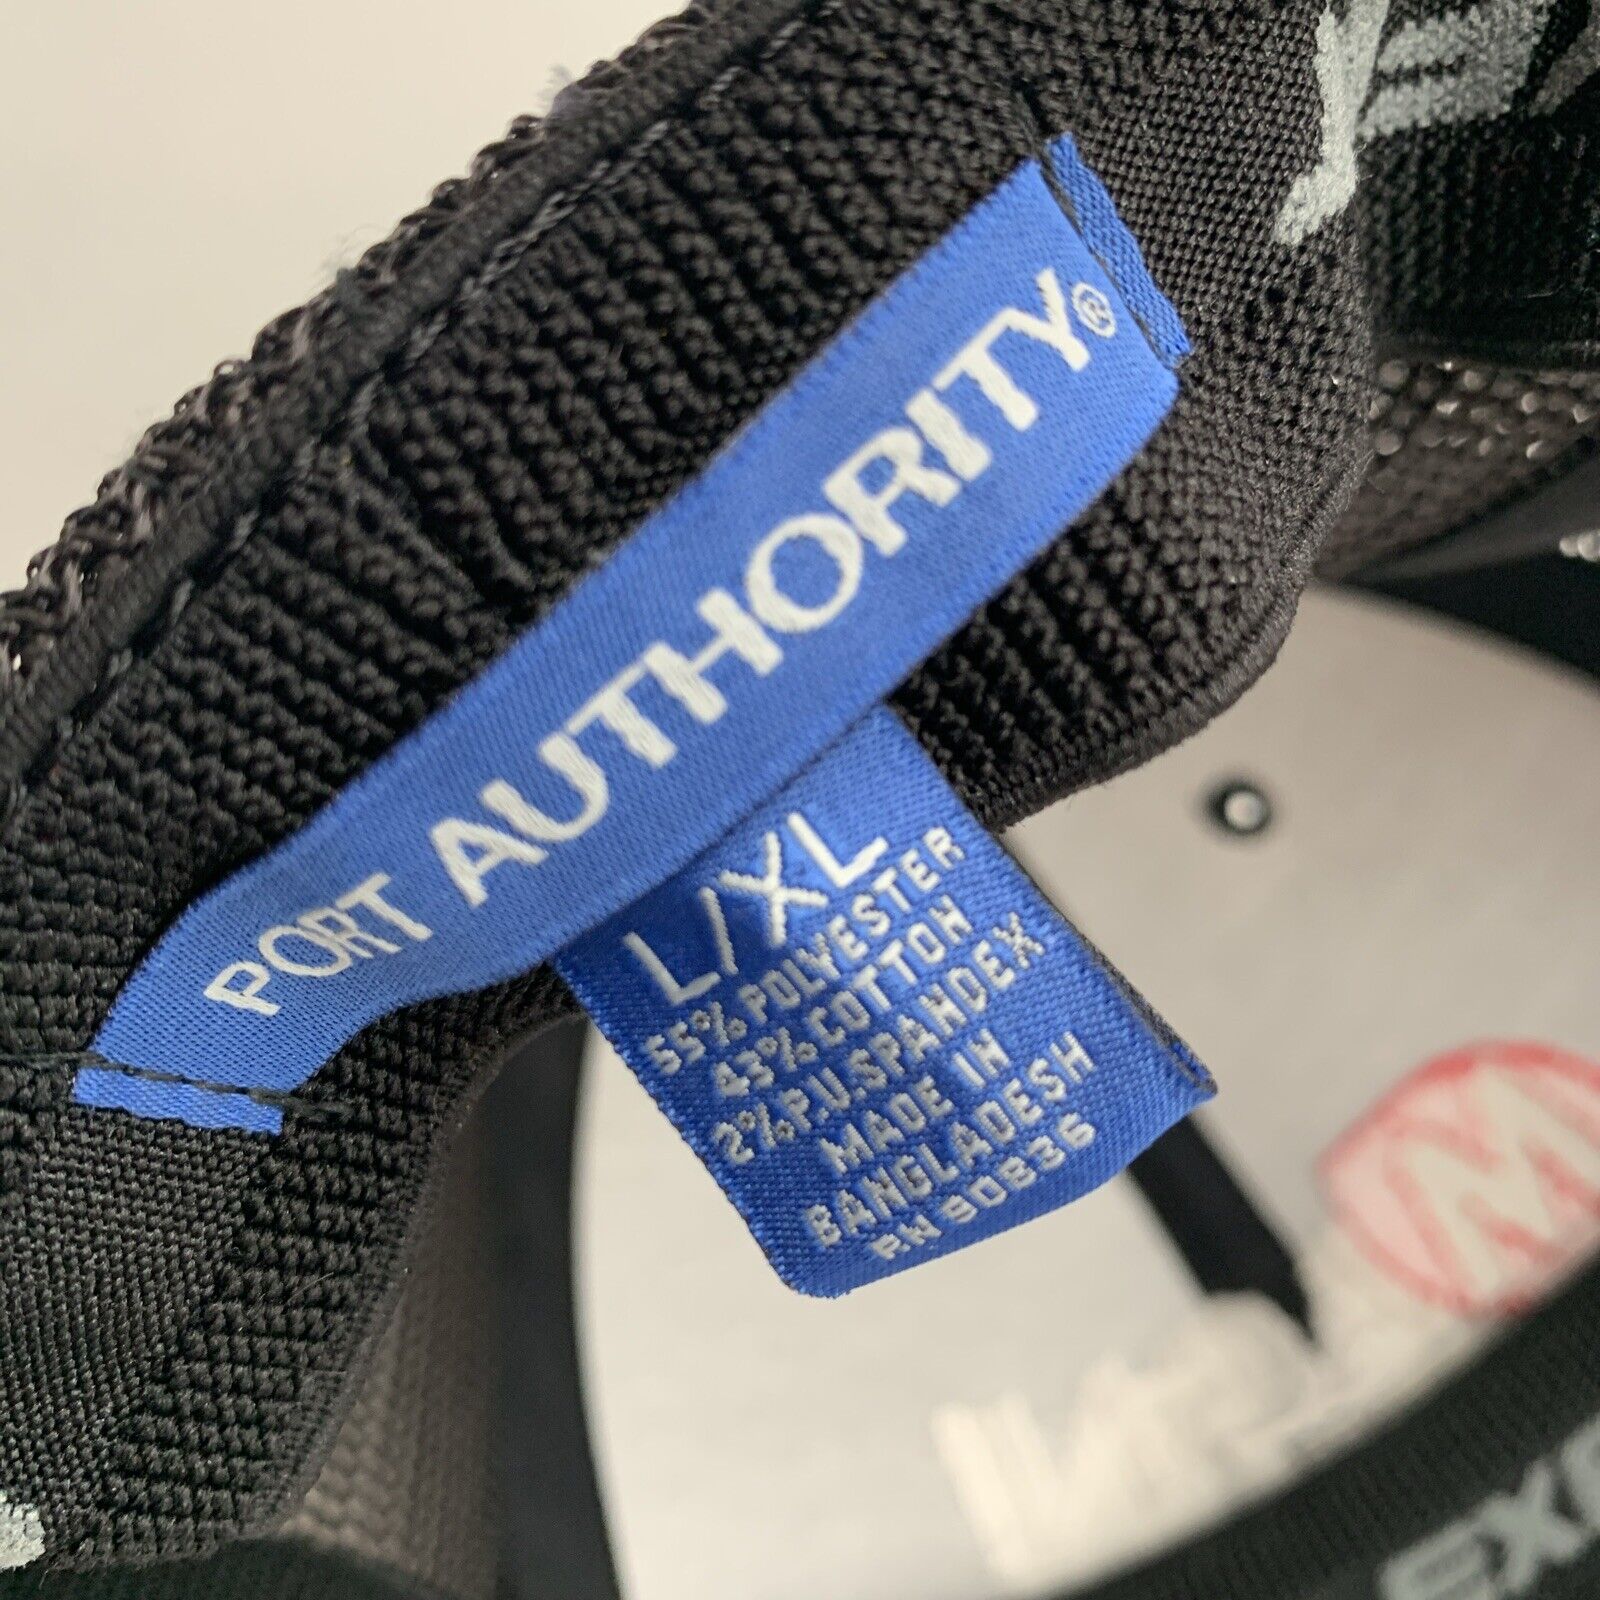 PORT AUTHORITY®
L/XL
55% POLYESTER
43% COTTON
2% P.U.SPANDEX
MADE IN
BANGLADESH
RN 90836